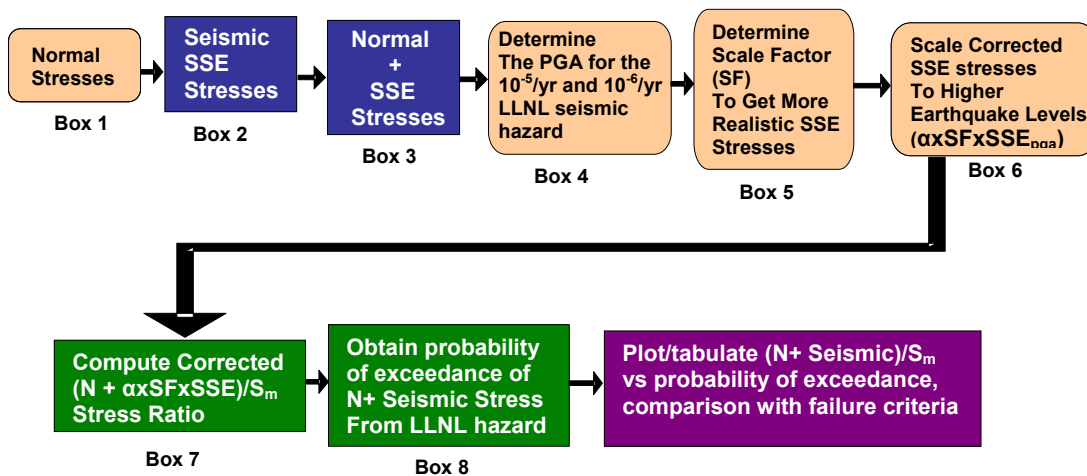 Normal
Stresses
Box 1
Seismic
SSE
Stresses
Box 2
Normal
+
SSE
Stresses
Box 3
Determine
The PGA for the
10⁻⁵/yr and 10⁻⁶/yr
LLNL seismic
hazard
Box 4
Determine
Scale Factor
(SF)
To Get More
Realistic SSE
Stresses
Box 5
Scale Corrected
SSE stresses
To Higher
Earthquake Levels
(αxSFxSSEpga)
Box 6
Compute Corrected
(N + αxSFxSSE)/Sm
Stress Ratio
Box 7
Obtain probability
of exceedance of
N+ Seismic Stress
From LLNL hazard
Box 8
Plot/tabulate (N+ Seismic)/Sm
vs probability of exceedance,
comparison with failure criteria